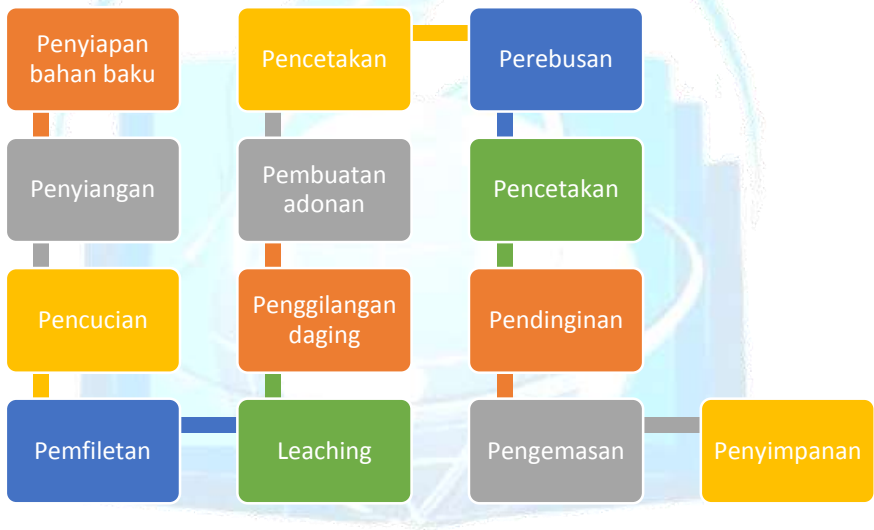 Penyiapan
bahan baku
Penyiangan
Pencucian
Pemfiletan
Leaching
Penggilangan
daging
Pembuatan
adonan
Pencetakan
Perebusan
Pencetakan
Pendinginan
Pengemasan
Penyimpanan